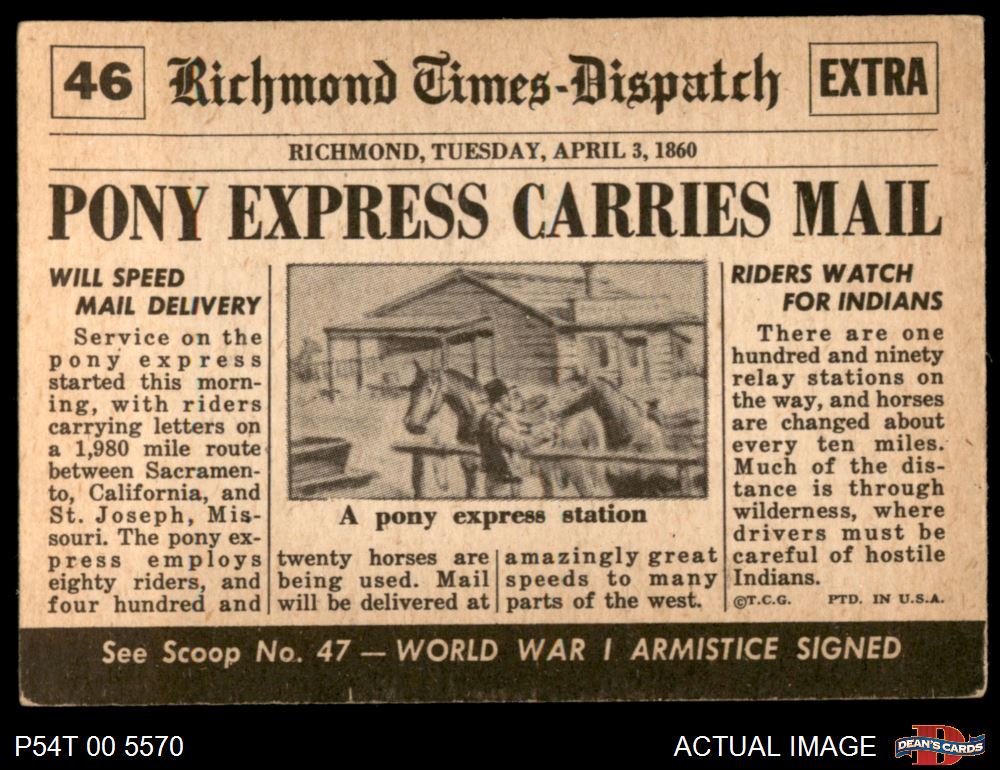 46
Richmond Times-Dispatch
EXTRA
RICHMOND, TUESDAY, APRIL 3, 1860
PONY EXPRESS CARRIES MAIL
WILL SPEED
MAIL DELIVERY
Service on the
pony express
started this morn-
ing, with riders
carrying letters on
a 1,980 mile route
between Sacramen-
to, California, and
St. Joseph, Mis-
souri. The pony ex-
press employs
eighty riders, and
four hundred and
A pony express station
twenty horses are
being used. Mail
will be delivered at
amazingly great
speeds to many
parts of the west.
RIDERS WATCH
FOR INDIANS
There are one
hundred and ninety
relay stations on
the way, and horses
are changed about
every ten miles.
Much of the dis-
tance is through
wilderness, where
drivers must be
careful of hostile
Indians.
©T.C.G. PTD. IN U.S.A.
See Scoop No. 47 — WORLD WAR I ARMISTICE SIGNED
P54T 00 5570
ACTUAL IMAGE
DEAN'S CARDS